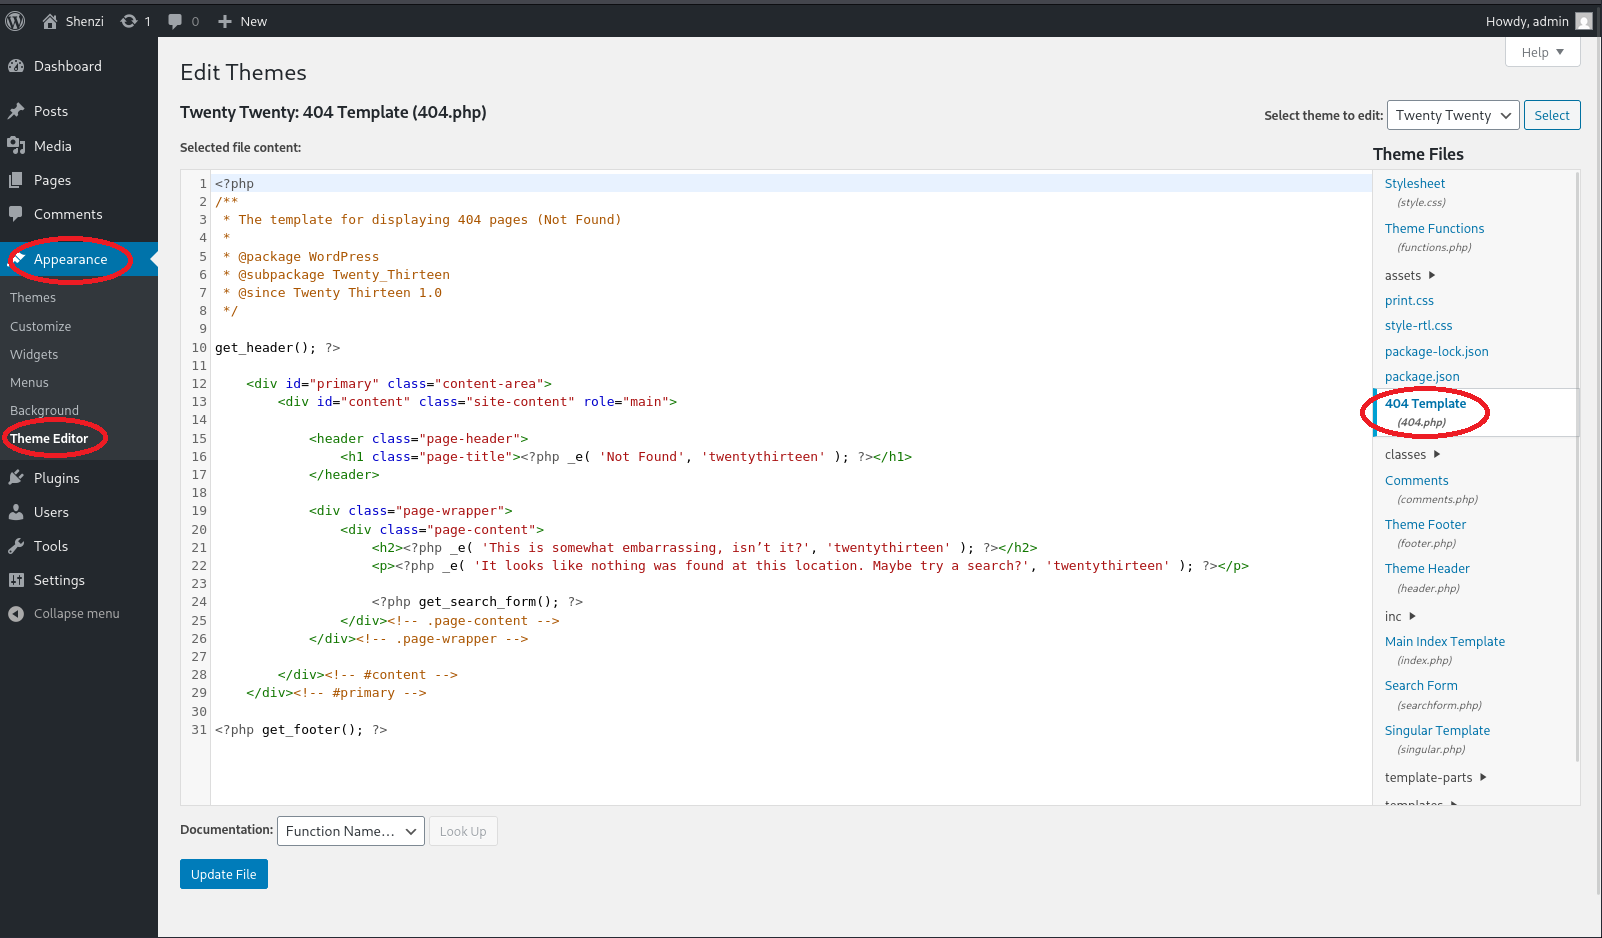 Shenzi 1 0 New Howdy, admin
Help
Dashboard
Posts
Media
Pages
Comments
Appearance
Themes
Customize
Widgets
Menus
Background
Theme Editor
Plugins
Users
Tools
Settings
Collapse menu
Edit Themes
Twenty Twenty: 404 Template (404.php)
Select theme to edit: Twenty Twenty Select
Selected file content:
1 <?php
2 /**
3  * The template for displaying 404 pages (Not Found)
4  *
5  * @package WordPress
6  * @subpackage Twenty_Thirteen
7  * @since Twenty Thirteen 1.0
8  */
9
10 get_header(); ?>
11
12     <div id="primary" class="content-area">
13         <div id="content" class="site-content" role="main">
14
15             <header class="page-header">
16                 <h1 class="page-title"><?php _e( 'Not Found', 'twentythirteen' ); ?></h1>
17             </header>
18
19             <div class="page-wrapper">
20                 <div class="page-content">
21                     <h2><?php _e( 'This is somewhat embarrassing, isn’t it?', 'twentythirteen' ); ?></h2>
22                     <p><?php _e( 'It looks like nothing was found at this location. Maybe try a search?', 'twentythirteen' ); ?></p>
23
24                     <?php get_search_form(); ?>
25                 </div><!-- .page-content -->
26             </div><!-- .page-wrapper -->
27
28         </div><!-- #content -->
29     </div><!-- #primary -->
30
31 <?php get_footer(); ?>
Theme Files
Stylesheet
(style.css)
Theme Functions
(functions.php)
assets
print.css
style-rtl.css
package-lock.json
package.json
404 Template
(404.php)
classes
Comments
(comments.php)
Theme Footer
(footer.php)
Theme Header
(header.php)
inc
Main Index Template
(index.php)
Search Form
(searchform.php)
Singular Template
(singular.php)
template-parts
templates
Documentation: Function Name... Look Up
Update File